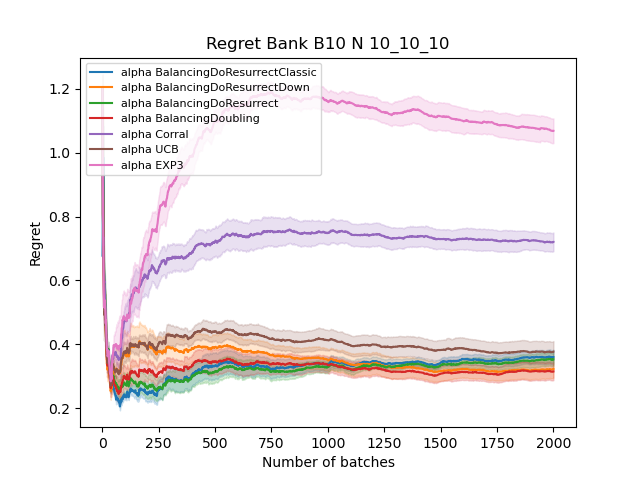 Regret Bank B10 N 10_10_10
alpha BalancingDoResurrectClassic
alpha BalancingDoResurrectDown
alpha BalancingDoResurrect
alpha BalancingDoubling
alpha Corral
alpha UCB
alpha EXP3
Regret
1.2
1.0
0.8
0.6
0.4
0.2
0 250 500 750 1000 1250 1500 1750 2000
Number of batches